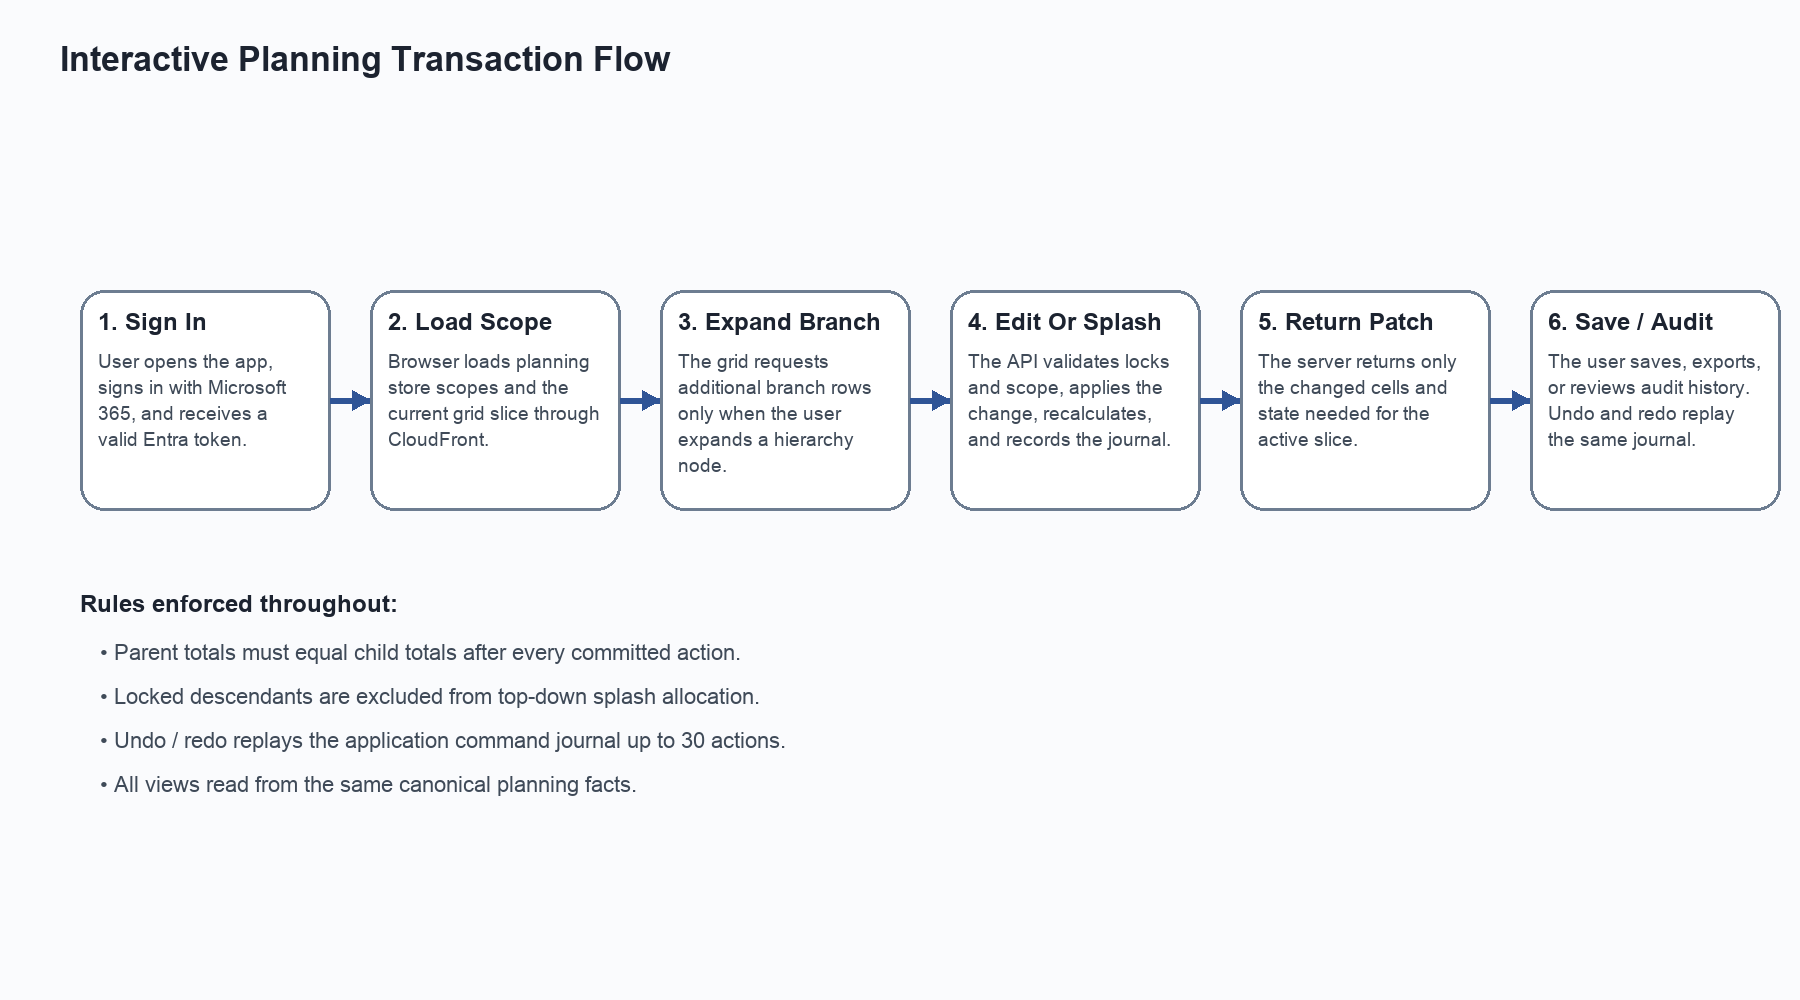 Interactive Planning Transaction Flow
1. Sign In
User opens the app,
signs in with Microsoft
365, and receives a
valid Entra token.
2. Load Scope
Browser loads planning
store scopes and the
current grid slice through
CloudFront.
3. Expand Branch
The grid requests
additional branch rows
only when the user
expands a hierarchy
node.
4. Edit Or Splash
The API validates locks
and scope, applies the
change, recalculates,
and records the journal.
5. Return Patch
The server returns only
the changed cells and
state needed for the
active slice.
6. Save / Audit
The user saves, exports,
or reviews audit history.
Undo and redo replay
the same journal.
Rules enforced throughout:
• Parent totals must equal child totals after every committed action.
• Locked descendants are excluded from top-down splash allocation.
• Undo / redo replays the application command journal up to 30 actions.
• All views read from the same canonical planning facts.